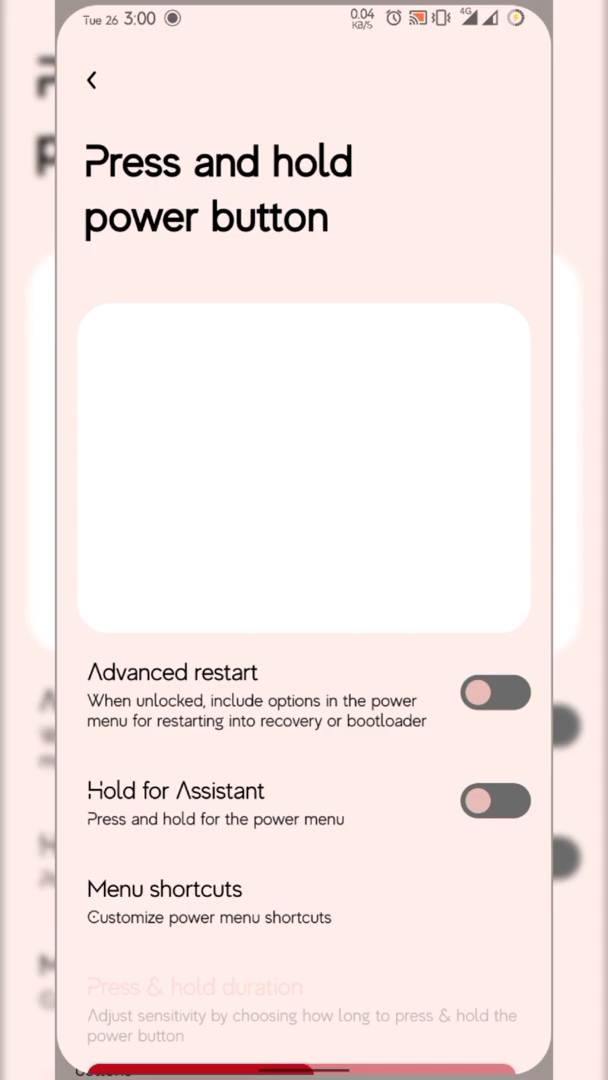 Tue 26 3:00
0.04
KB/S
4G
Press and hold
power button
Advanced restart
When unlocked, include options in the power
menu for restarting into recovery or bootloader
Hold for Assistant
Press and hold for the power menu
Menu shortcuts
Customize power menu shortcuts
Press & hold duration
Adjust sensitivity by choosing how long to press & hold the
power button